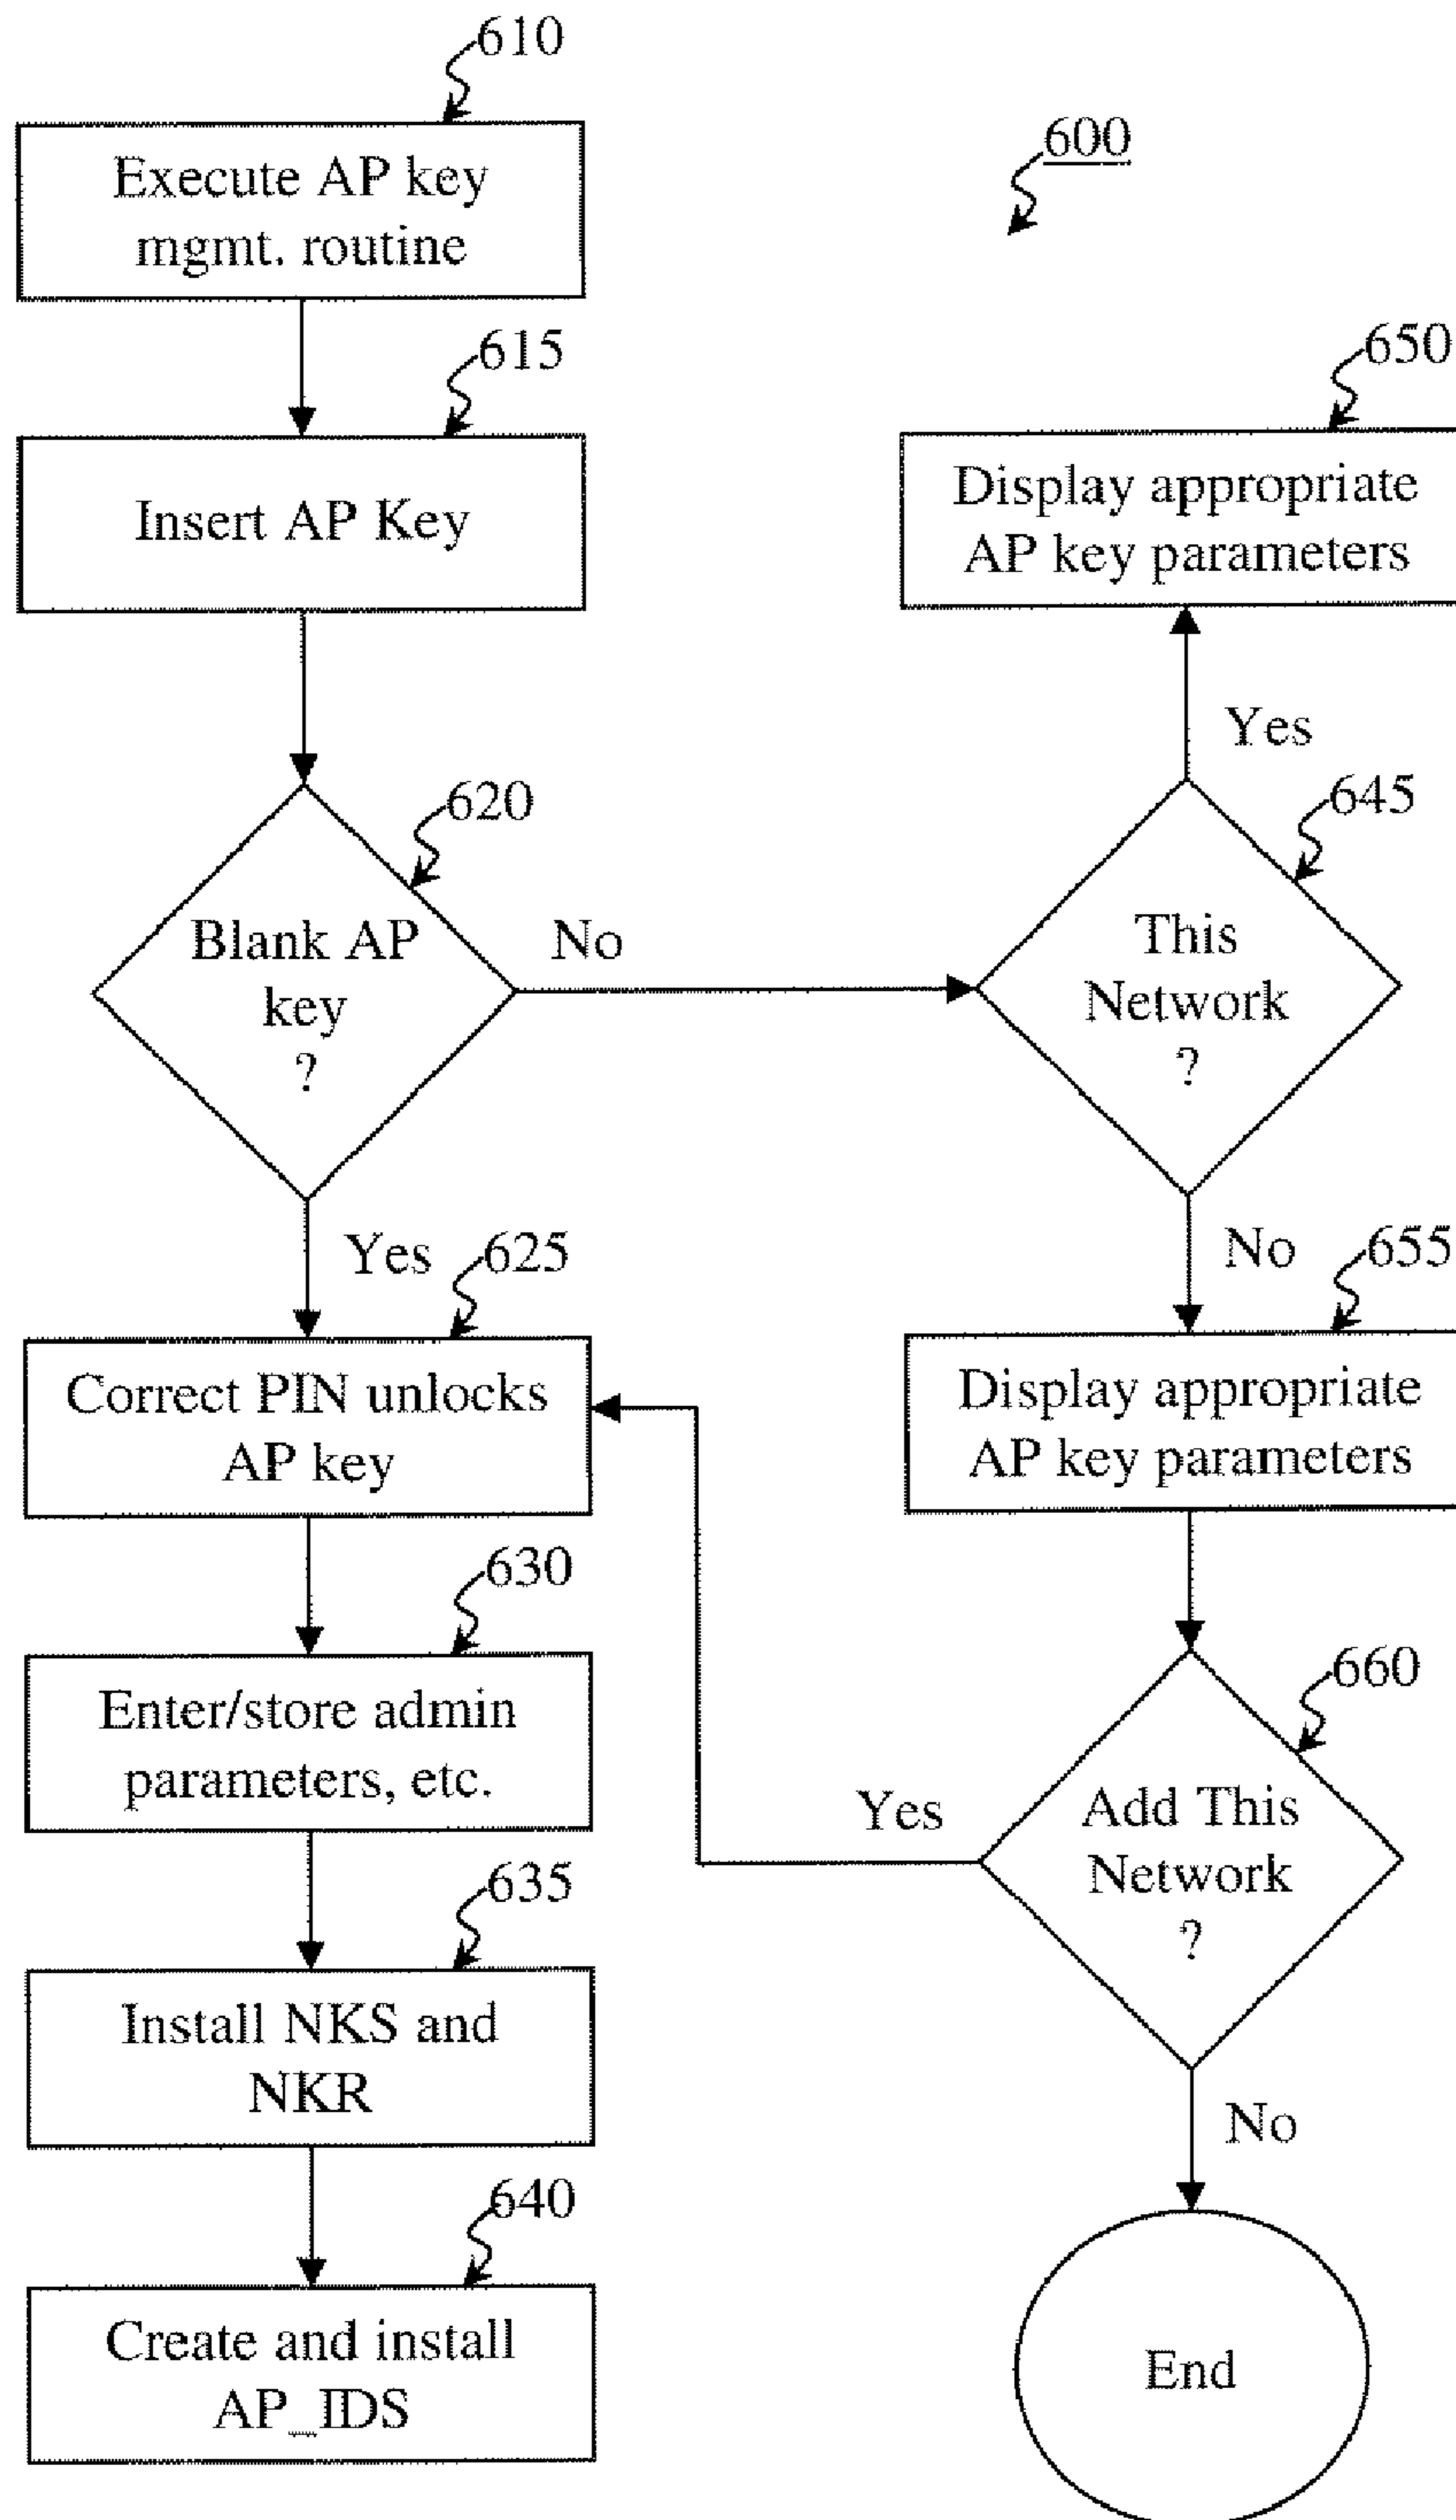 610
Execute AP key
mgmt. routine
600
615
Insert AP Key
650
Display appropriate
AP key parameters
Yes
620
Blank AP
key
?
No
645
This
Network
?
Yes
625
Correct PIN unlocks
AP key
No
655
Display appropriate
AP key parameters
630
Enter/store admin
parameters, etc.
660
Add This
Network
?
Yes
635
Install NKS and
NKR
No
640
Create and install
AP_IDS
End